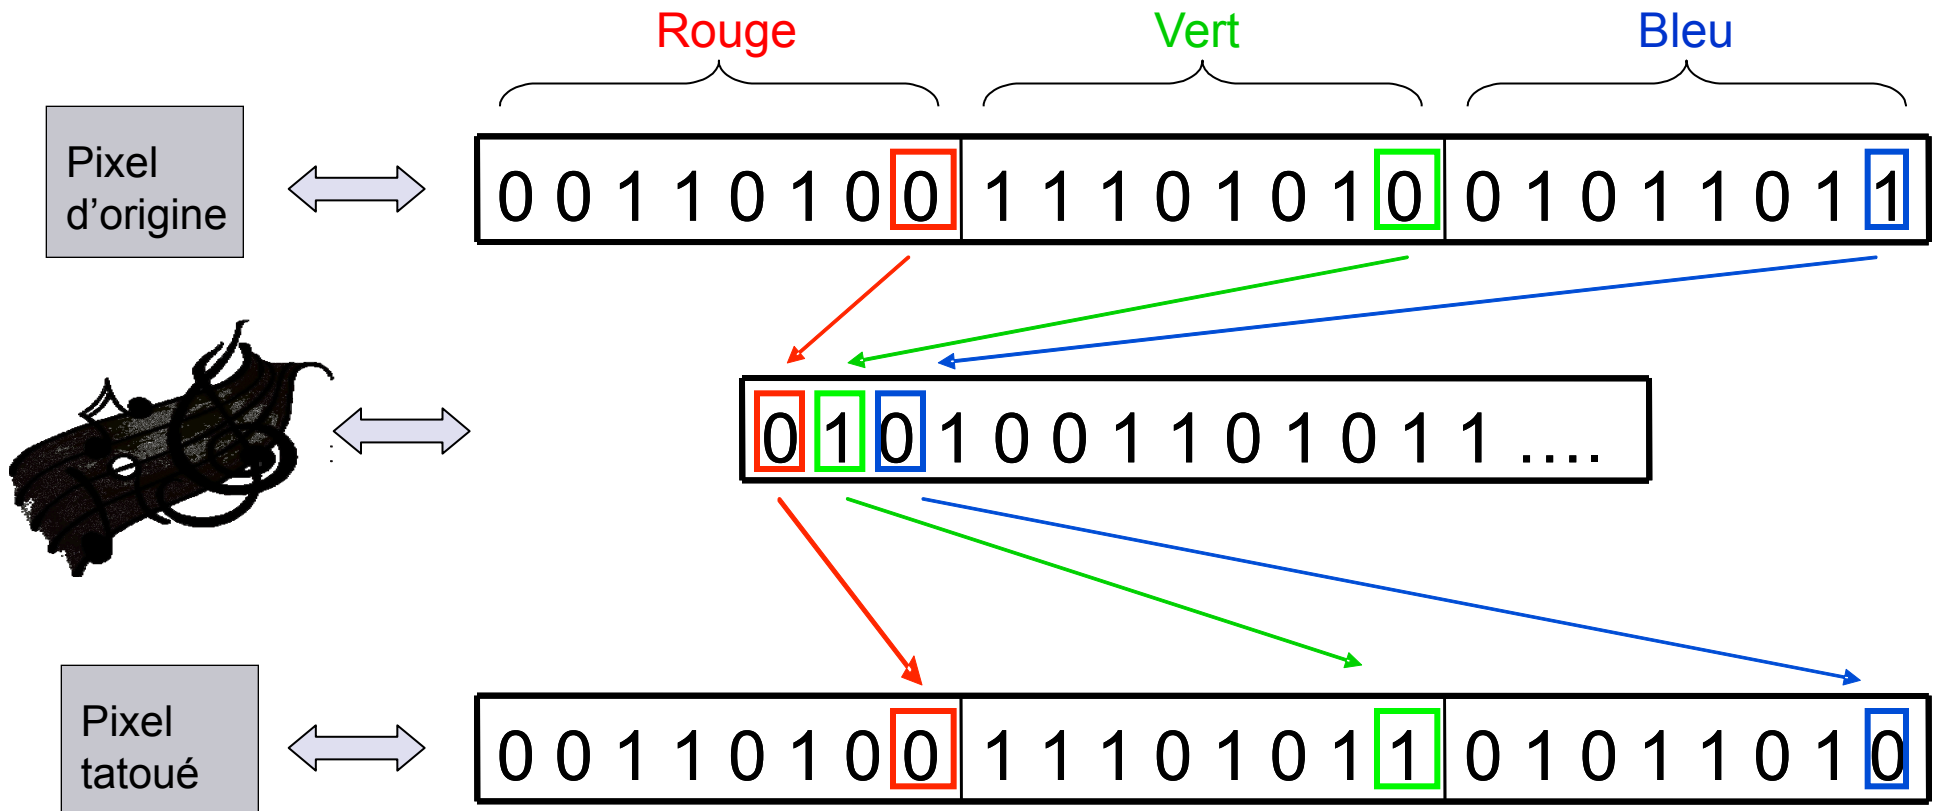 Rouge Vert Bleu
Pixel
d’origine
0 0 1 1 0 1 0 0 1 1 1 0 1 0 1 0 0 1 0 1 1 0 1 1
0 1 0 1 0 0 1 1 0 1 0 1 1 ....
Pixel
tatoué
0 0 1 1 0 1 0 0 1 1 1 0 1 0 1 1 0 1 0 1 1 0 1 0